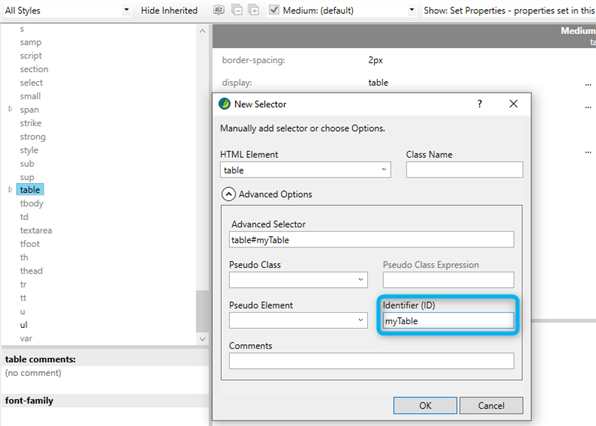 All Styles
Hide Inherited
Medium: (default)
Show: Set Properties - properties set in this
s
samp
script
section
select
small
span
strike
strong
style
sub
sup
table
tbody
td
textarea
tfoot
th
thead
tr
tt
u
ul
var
table comments:
(no comment)
font-family
Medium
ta
border-spacing: 2px
display: table ...
...
...
New Selector ?
Manually add selector or choose Options.
HTML Element Class Name
table
Advanced Options
Advanced Selector
table#myTable
Pseudo Class Pseudo Class Expression
Pseudo Element Identifier (ID)
myTable
Comments
OK Cancel